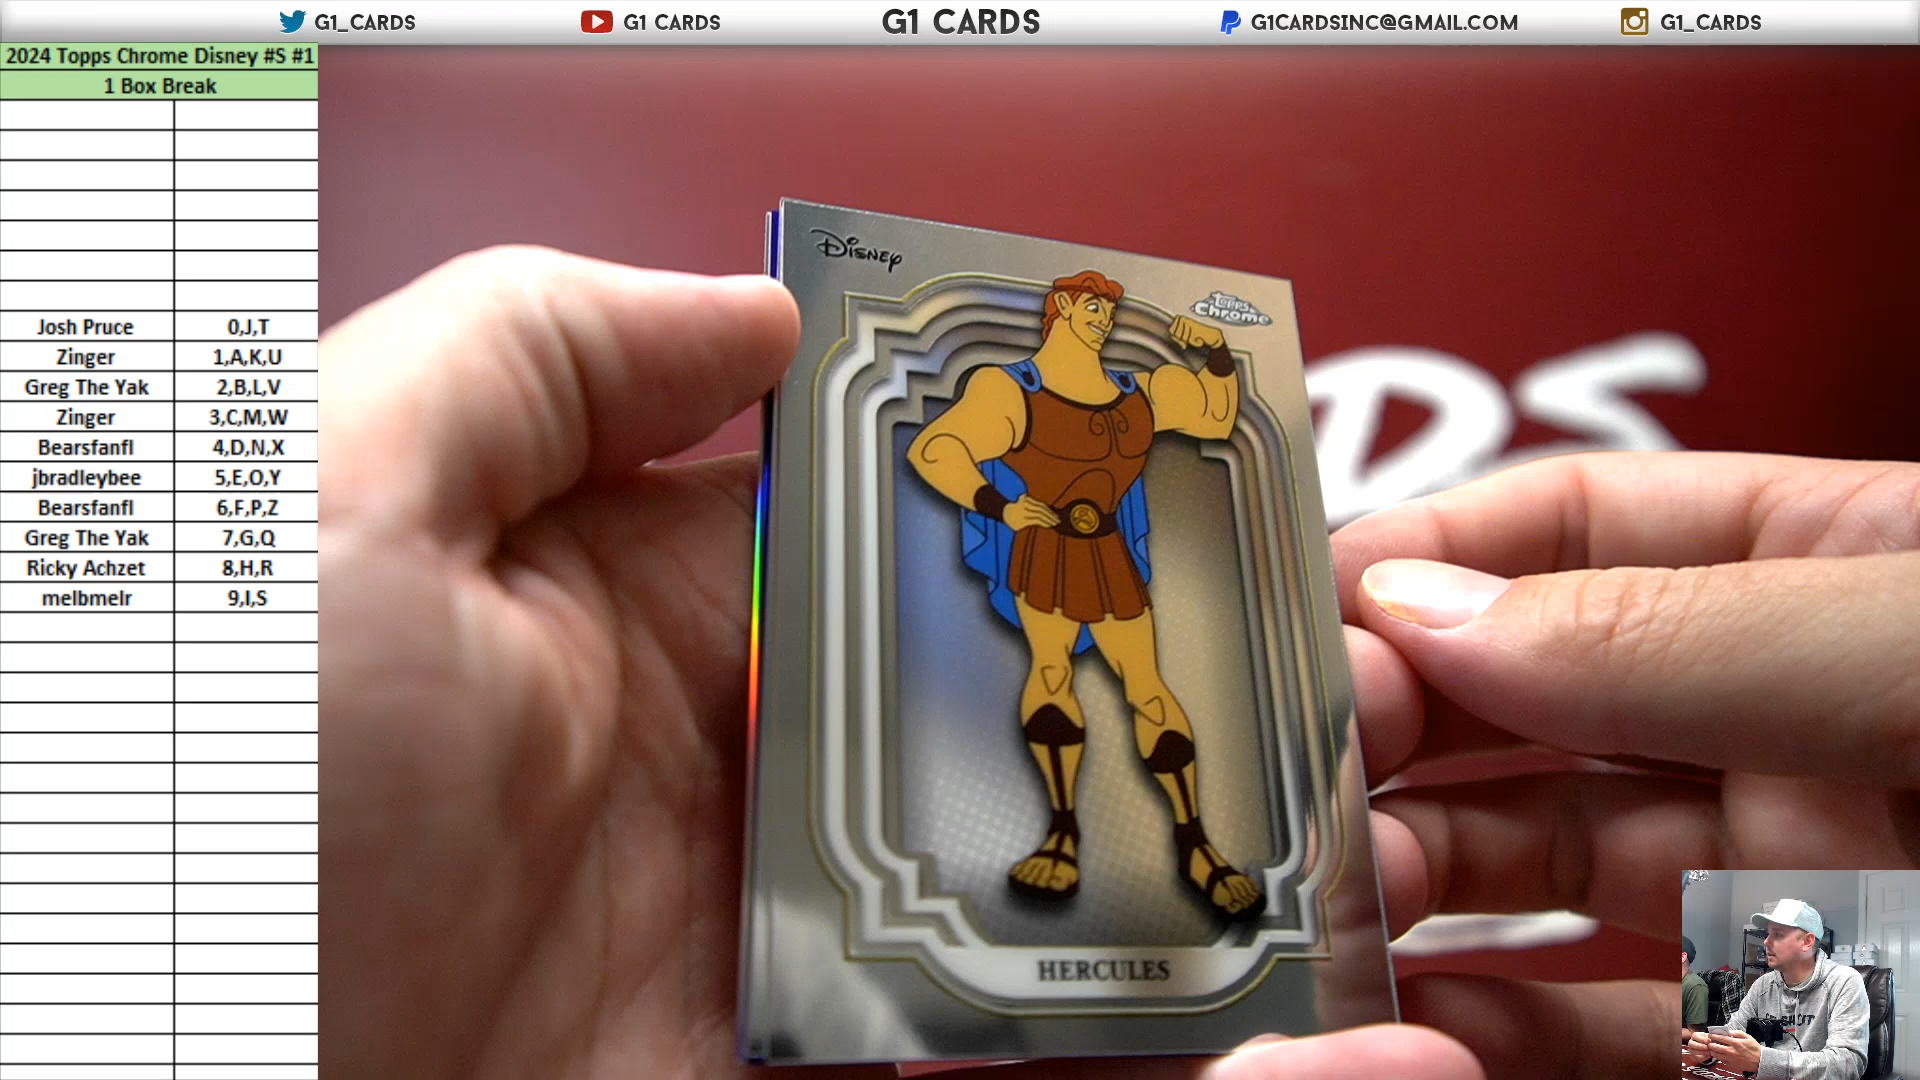 G1_CARDS
G1 CARDS
G1 CARDS
G1CARDSINC@GMAIL.COM
G1_CARDS
2024 Topps Chrome Disney #S #1
1 Box Break
Josh Pruce 0,J,T
Zinger 1,A,K,U
Greg The Yak 2,B,L,V
Zinger 3,C,M,W
Bearsfanfl 4,D,N,X
jbradleybee 5,E,O,Y
Bearsfanfl 6,F,P,Z
Greg The Yak 7,G,Q
Ricky Achzet 8,H,R
melbmelr 9,I,S
Disney
Topps
Chrome
HERCULES
DS